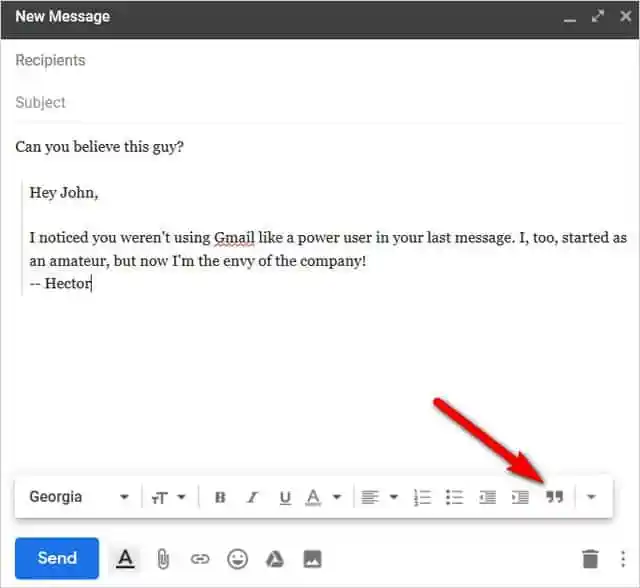 New Message
Recipients
Subject
Can you believe this guy?
Hey John,
I noticed you weren't using Gmail like a power user in your last message. I, too, started as
an amateur, but now I'm the envy of the company!
-- Hector
Georgia TT B I U A
Send A